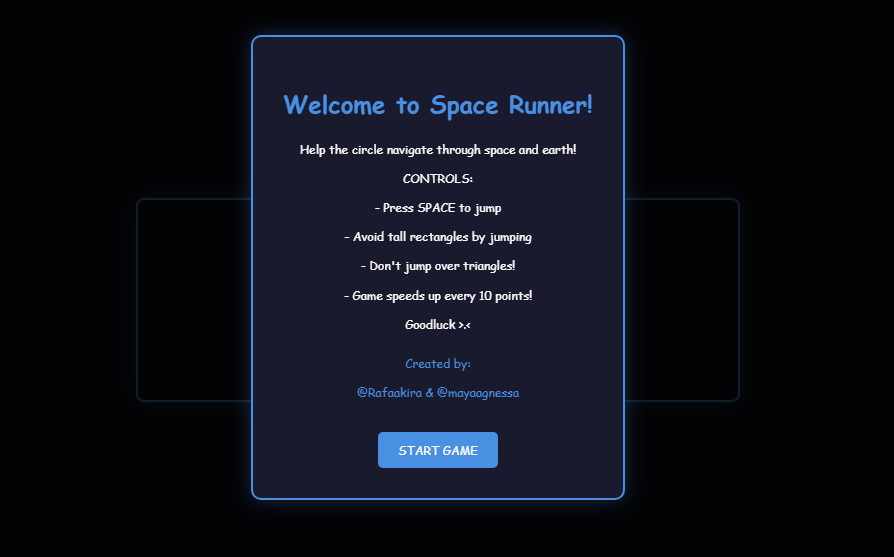 Welcome to Space Runner!
Help the circle navigate through space and earth!
CONTROLS:
- Press SPACE to jump
- Avoid tall rectangles by jumping
- Don't jump over triangles!
- Game speeds up every 10 points!
Goodluck >.<
Created by:
@Rafaakira & @mayaagnessa
START GAME